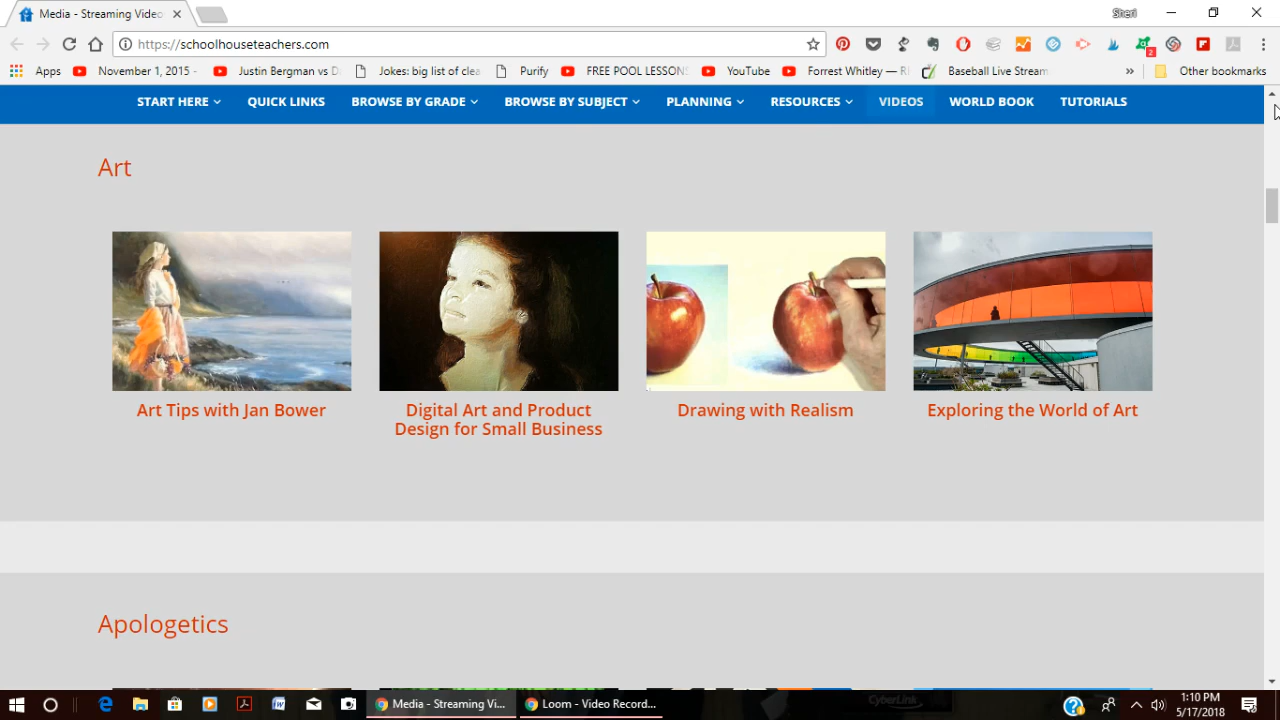 Media - Streaming Video
Sheri
https://schoolhouseteachers.com
2
Apps
November 1, 2015 -
Justin Bergman vs D
Jokes: big list of clea
Purify
FREE POOL LESSONS
YouTube
Forrest Whitley — R
Baseball Live Stream
»
Other bookmarks
START HERE
QUICK LINKS
BROWSE BY GRADE
BROWSE BY SUBJECT
PLANNING
RESOURCES
VIDEOS
WORLD BOOK
TUTORIALS
Art
Art Tips with Jan Bower
Digital Art and Product
Design for Small Business
Drawing with Realism
Exploring the World of Art
Apologetics
Media - Streaming Vi...
Loom - Video Record...
CyberLink
1:10 PM
5/17/2018